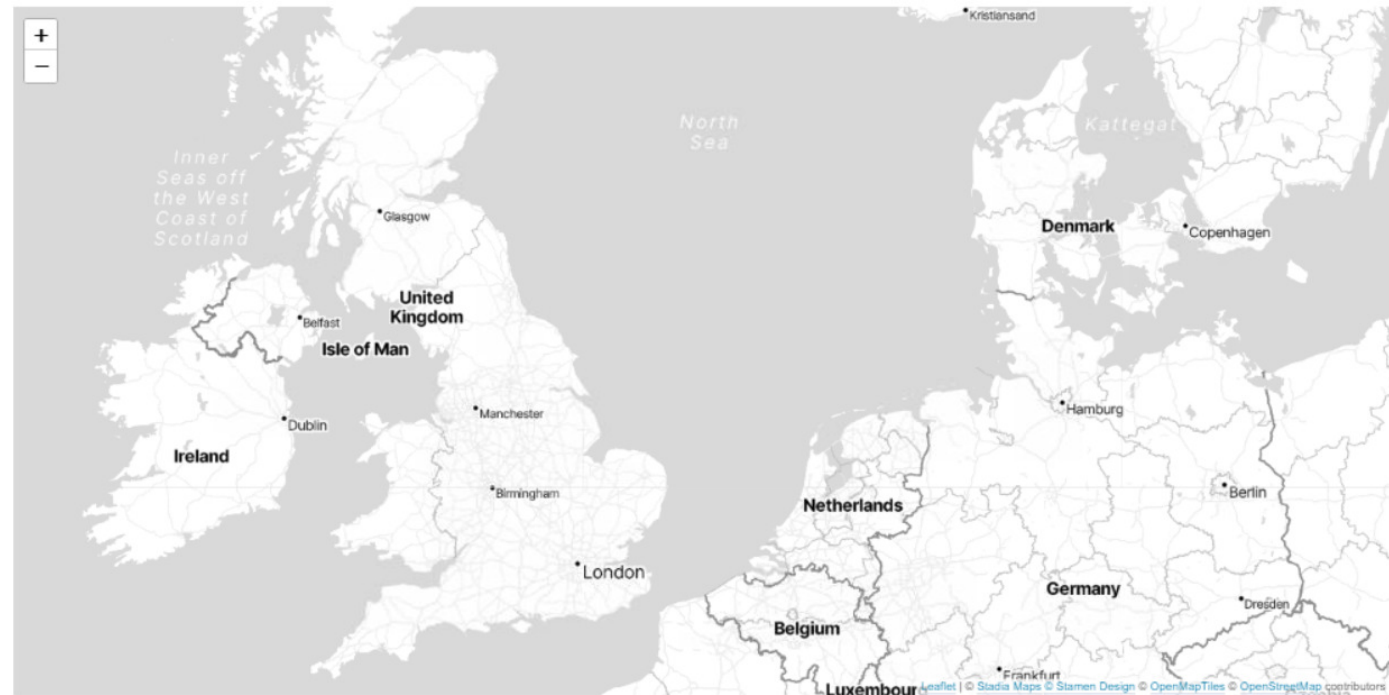 +
−
Kristiansand
North
Sea
Kattegat
Inner
Seas off
the West
Coast of
Scotland
Glasgow
Denmark
Copenhagen
United
Kingdom
Belfast
Isle of Man
Manchester
Hamburg
Dublin
Ireland
Birmingham
Berlin
Netherlands
London
Germany
Dresden
Belgium
Frankfurt
Luxembour
Leaflet | © Stadia Maps © Stamen Design © OpenMapTiles © OpenStreetMap contributors